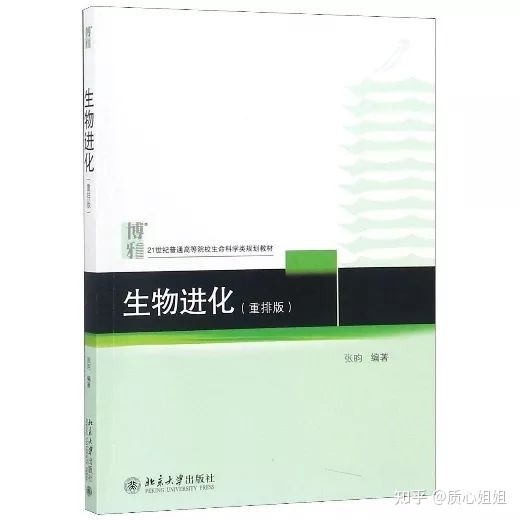 博雅
生物进化
(重排版)
张昀 编著
北京大学出版社
博雅
21世纪普通高等院校生命科学类规划教材
生物进化(重排版)
张昀 编著
北京大学出版社
PEKING UNIVERSITY PRESS
知乎 @质心姐姐